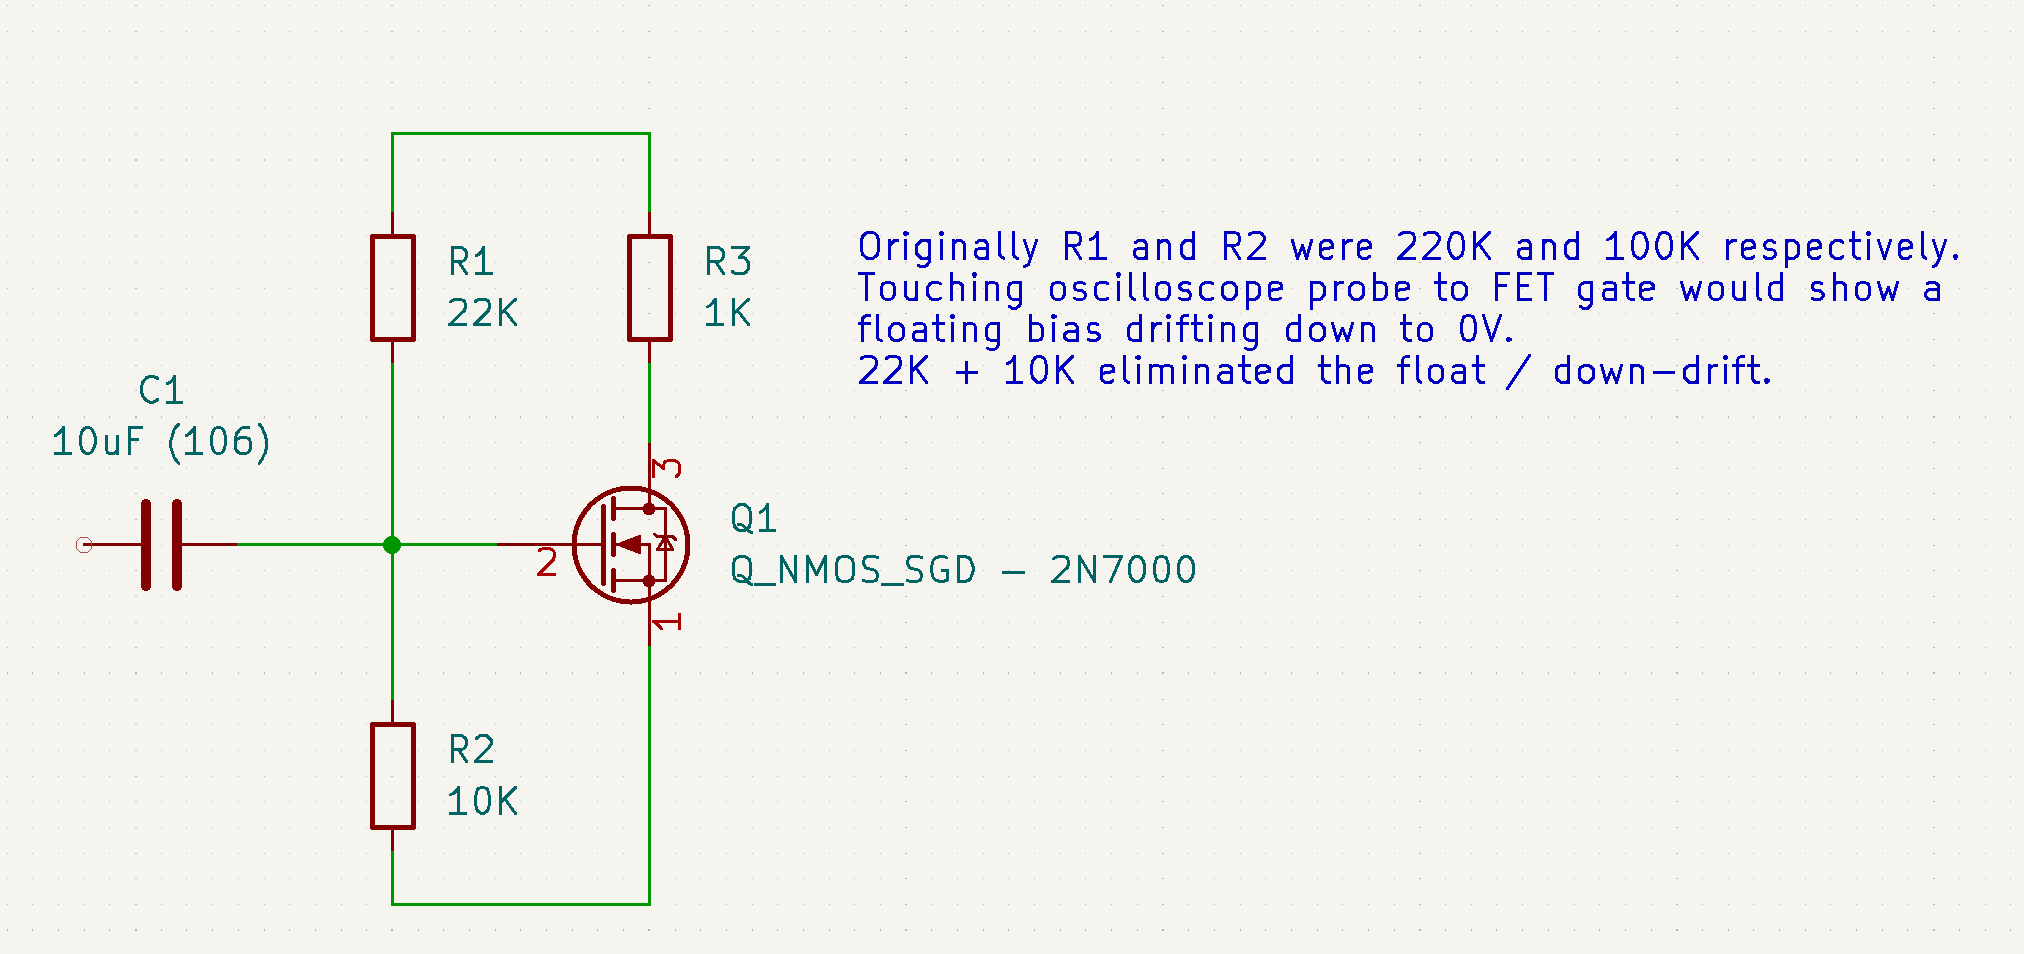 Originally R1 and R2 were 220K and 100K respectively.
Touching oscilloscope probe to FET gate would show a
floating bias drifting down to 0V.
22K + 10K eliminated the float / down-drift.
R1
22K
R3
1K
C1
10uF (106)
3
Q1
2
Q_NMOS_SGD - 2N7000
1
R2
10K